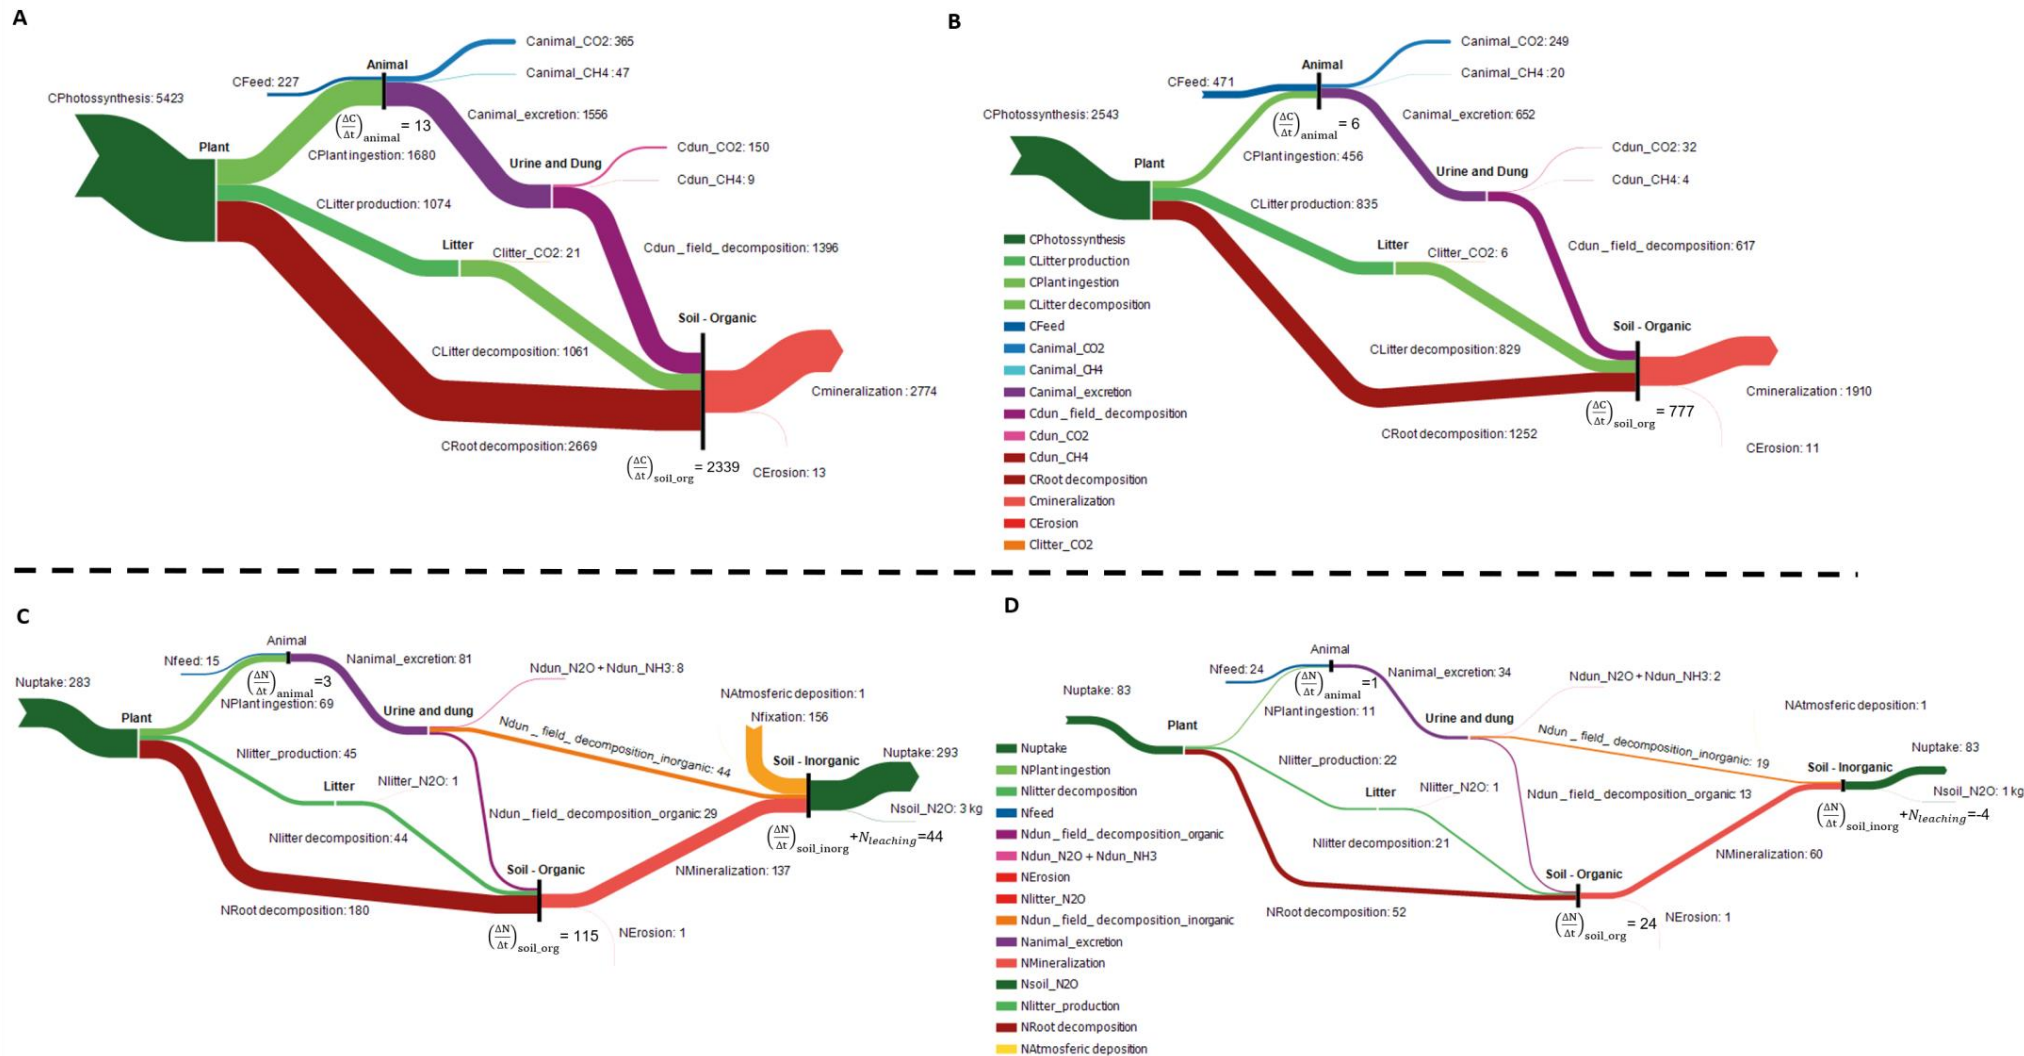 A
CPhotossynthesis: 5423
Plant
CFeed: 227
Animal
Canimal_CO2: 365
Canimal_CH4 : 47
Canimal_excretion: 1556
(ΔC/Δt)animal = 13
CPlant ingestion: 1680
Urine and Dung
Cdun_CO2: 150
Cdun_CH4: 9
CLitter production: 1074
Litter
Clitter_CO2: 21
Cdun _ field_ decomposition: 1396
Soil - Organic
CLitter decomposition: 1061
CRoot decomposition: 2669
(ΔC/Δt)soil_org = 2339
Cmineralization : 2774
CErosion: 13
B
CPhotossynthesis: 2543
Plant
CFeed: 471
Animal
Canimal_CO2: 249
Canimal_CH4: 20
Canimal_excretion: 652
(ΔC/Δt)animal = 6
CPlant ingestion: 456
Urine and Dung
Cdun_CO2: 32
Cdun_CH4: 4
CLitter production: 835
Litter
Clitter_CO2: 6
Cdun _ field_ decomposition: 617
Soil - Organic
CLitter decomposition: 829
CRoot decomposition: 1252
(ΔC/Δt)soil_org = 777
Cmineralization : 1910
CErosion: 11
CPhotossynthesis
CLitter production
CPlant ingestion
CLitter decomposition
CFeed
Canimal_CO2
Canimal_CH4
Canimal_excretion
Cdun _ field_ decomposition
Cdun_CO2
Cdun_CH4
CRoot decomposition
Cmineralization
CErosion
Clitter_CO2
C
Nuptake: 283
Plant
Nfeed: 15
Animal
Nanimal_excretion: 81
(ΔN/Δt)animal =3
NPlant ingestion: 69
Urine and dung
Ndun_N2O + Ndun_NH3: 8
Ndun _ field_ decomposition_inorganic: 44
NAtmosferic deposition: 1
Nfixation: 156
Soil - Inorganic
Nuptake: 293
Nsoil_N2O: 3 kg
(ΔN/Δt)soil_inorg +Nleaching=44
Nlitter_production: 45
Litter
Nlitter_N2O: 1
Ndun _ field_ decomposition_organic: 29
Nlitter decomposition: 44
Soil - Organic
NMineralization: 137
NRoot decomposition: 180
(ΔN/Δt)soil_org = 115
NErosion: 1
D
Nuptake: 83
Plant
Nfeed: 24
Animal
Nanimal_excretion: 34
(ΔN/Δt)animal =1
NPlant ingestion: 11
Urine and dung
Ndun_N2O + Ndun_NH3: 2
Ndun _ field_ decomposition_inorganic: 19
NAtmosferic deposition: 1
Soil - Inorganic
Nuptake: 83
Nsoil_N2O: 1 kg
(ΔN/Δt)soil_inorg +Nleaching=-4
Nlitter_production: 22
Litter
Nlitter_N2O: 1
Ndun _ field_ decomposition_organic: 13
Nlitter decomposition: 21
Soil - Organic
NMineralization: 60
NRoot decomposition: 52
(ΔN/Δt)soil_org = 24
NErosion: 1
Nuptake
NPlant ingestion
Nlitter decomposition
Nfeed
Ndun _ field_ decomposition_organic
Ndun_N2O + Ndun_NH3
NErosion
Nlitter_N2O
Ndun _ field_ decomposition_inorganic
Nanimal_excretion
NMineralization
Nsoil_N2O
Nlitter_production
NRoot decomposition
NAtmosferic deposition